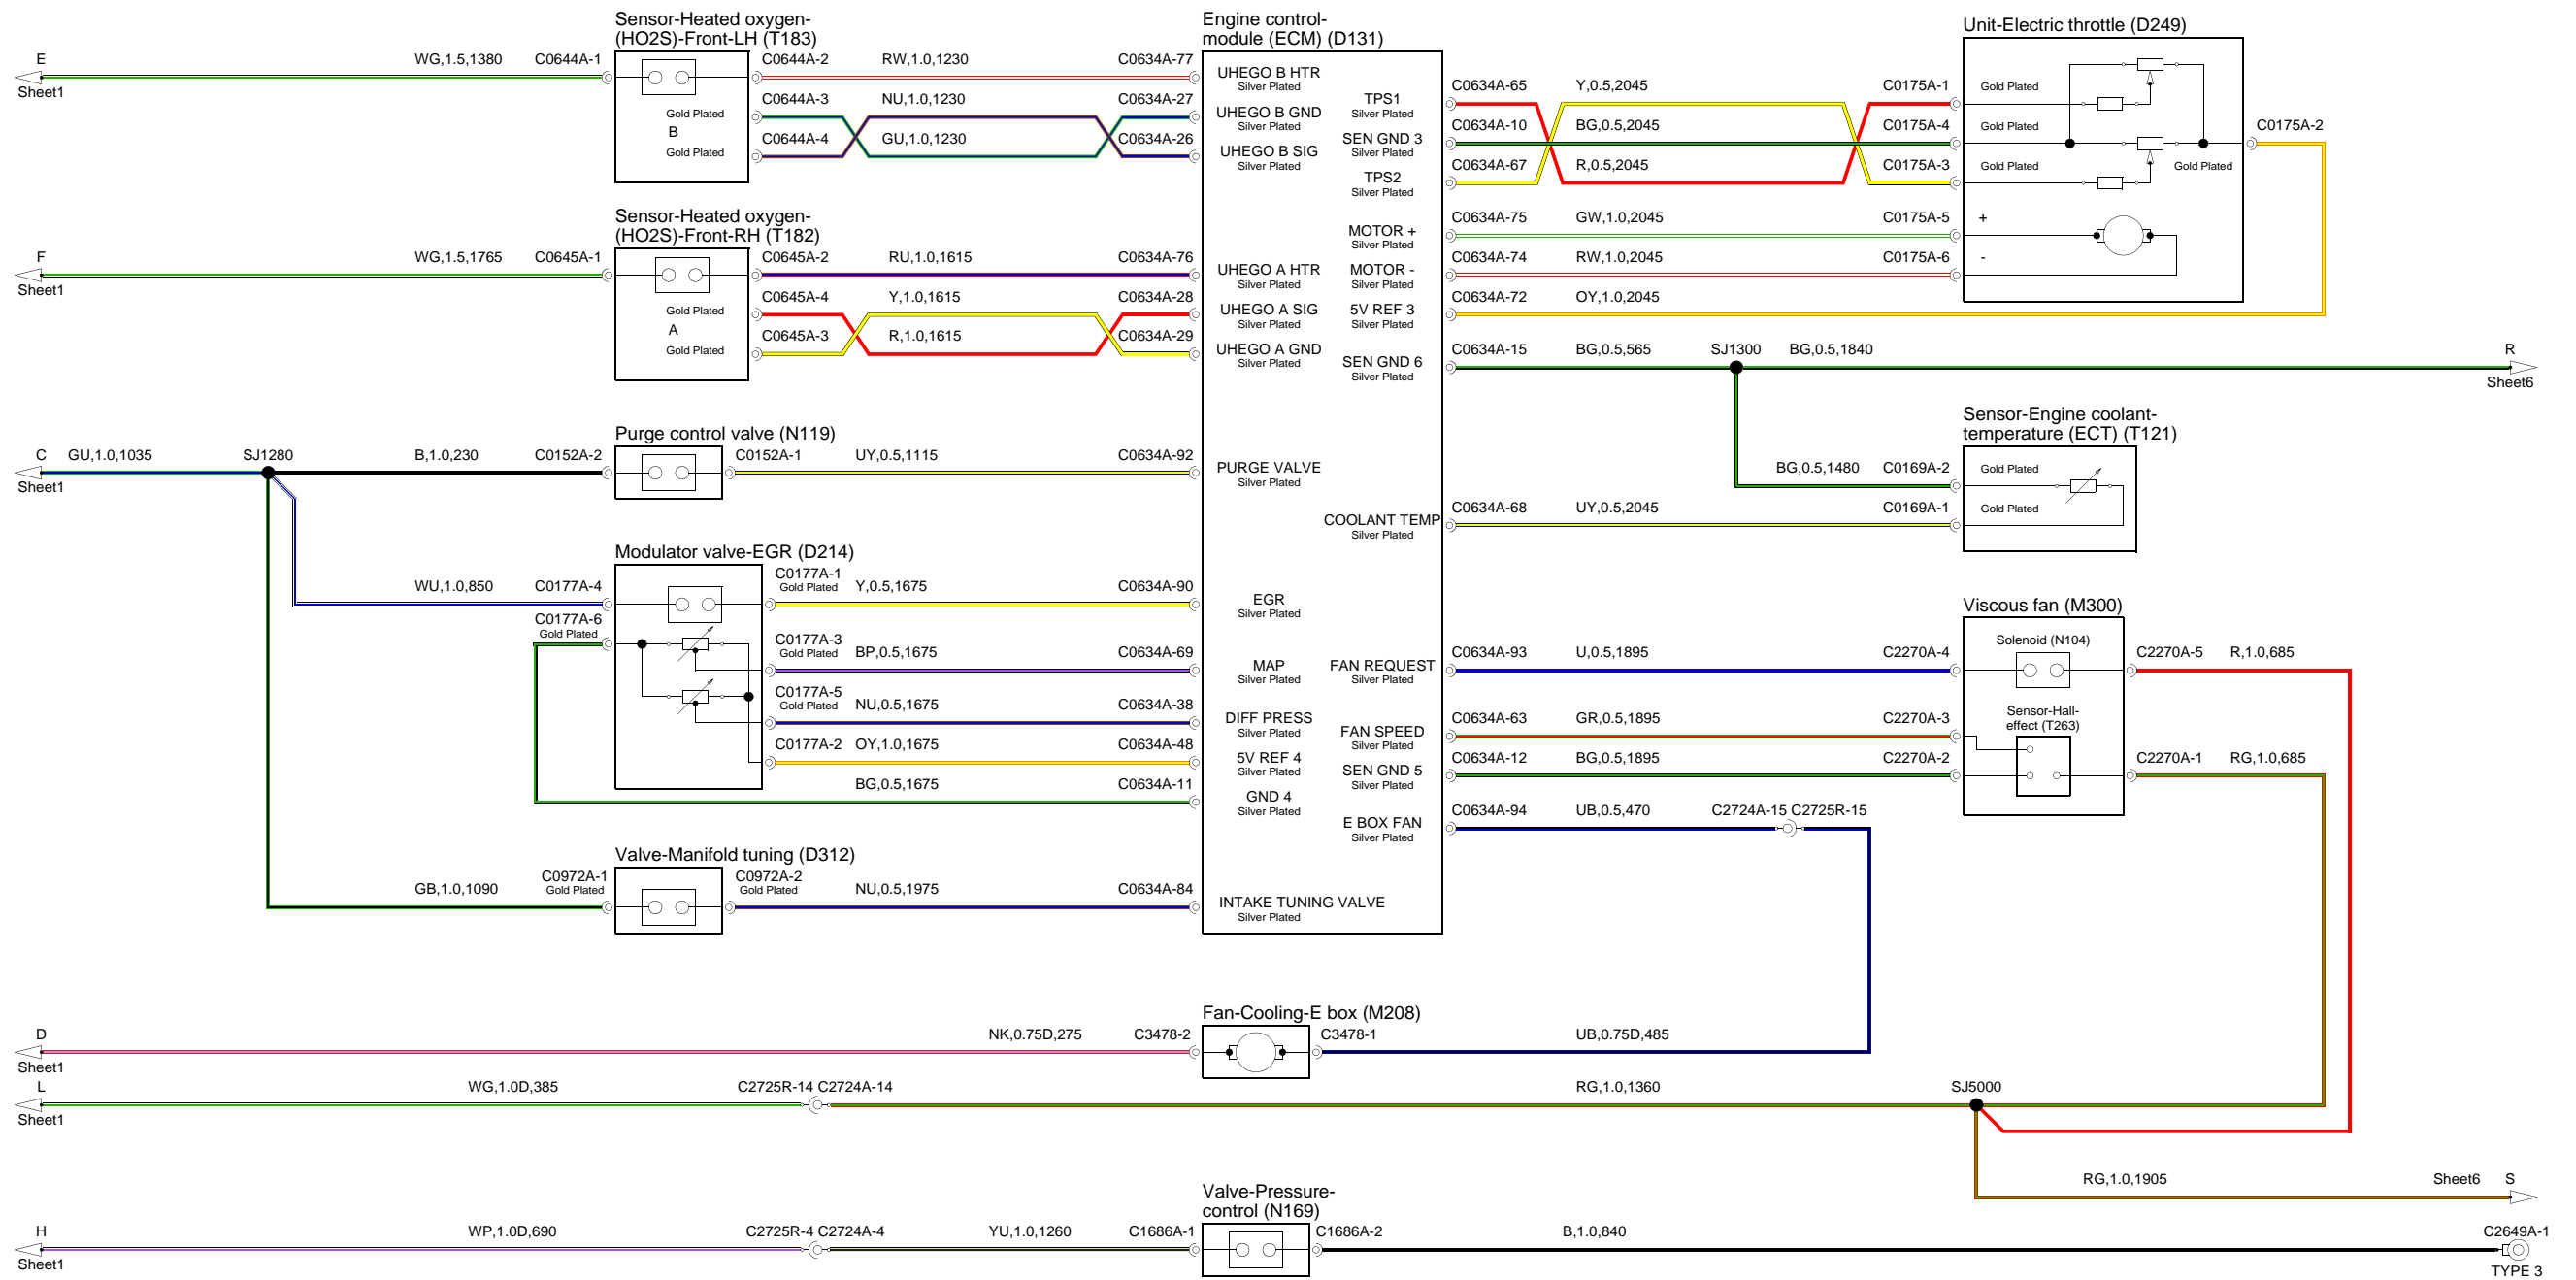 Sensor-Heated oxygen-
(HO2S)-Front-LH (T183)
E
Sheet1
WG,1.5,1380
C0644A-1
C0644A-2
RW,1.0,1230
C0634A-77
C0644A-3
Gold Plated
NU,1.0,1230
C0634A-27
B
C0644A-4
Gold Plated
GU,1.0,1230
C0634A-26
Sensor-Heated oxygen-
(HO2S)-Front-RH (T182)
F
Sheet1
WG,1.5,1765
C0645A-1
C0645A-2
RU,1.0,1615
C0634A-76
C0645A-4
Gold Plated
Y,1.0,1615
C0634A-28
A
C0645A-3
Gold Plated
R,1.0,1615
C0634A-29
Purge control valve (N119)
C
Sheet1
GU,1.0,1035
SJ1280
B,1.0,230
C0152A-2
C0152A-1
UY,0.5,1115
C0634A-92
Modulator valve-EGR (D214)
WU,1.0,850
C0177A-4
C0177A-1
Gold Plated
Y,0.5,1675
C0634A-90
C0177A-6
Gold Plated
C0177A-3
Gold Plated
BP,0.5,1675
C0634A-69
C0177A-5
Gold Plated
NU,0.5,1675
C0634A-38
C0177A-2
OY,1.0,1675
C0634A-48
BG,0.5,1675
C0634A-11
Valve-Manifold tuning (D312)
GB,1.0,1090
C0972A-1
Gold Plated
C0972A-2
Gold Plated
NU,0.5,1975
C0634A-84
Engine control-
module (ECM) (D131)
UHEGO B HTR
Silver Plated
UHEGO B GND
Silver Plated
UHEGO B SIG
Silver Plated
UHEGO A HTR
Silver Plated
UHEGO A SIG
Silver Plated
UHEGO A GND
Silver Plated
PURGE VALVE
Silver Plated
EGR
Silver Plated
MAP
Silver Plated
DIFF PRESS
Silver Plated
5V REF 4
Silver Plated
GND 4
Silver Plated
INTAKE TUNING VALVE
Silver Plated
TPS1
Silver Plated
SEN GND 3
Silver Plated
TPS2
Silver Plated
MOTOR +
Silver Plated
MOTOR -
Silver Plated
5V REF 3
Silver Plated
SEN GND 6
Silver Plated
COOLANT TEMP
Silver Plated
FAN REQUEST
Silver Plated
FAN SPEED
Silver Plated
SEN GND 5
Silver Plated
E BOX FAN
Silver Plated
Unit-Electric throttle (D249)
C0634A-65
Y,0.5,2045
C0175A-1
Gold Plated
C0634A-10
BG,0.5,2045
C0175A-4
Gold Plated
C0175A-2
Gold Plated
C0634A-67
R,0.5,2045
C0175A-3
Gold Plated
C0634A-75
GW,1.0,2045
C0175A-5
+
C0634A-74
RW,1.0,2045
C0175A-6
-
C0634A-72
OY,1.0,2045
C0634A-15
BG,0.5,565
SJ1300
BG,0.5,1840
R
Sheet6
Sensor-Engine coolant-
temperature (ECT) (T121)
BG,0.5,1480
C0169A-2
Gold Plated
C0634A-68
UY,0.5,2045
C0169A-1
Gold Plated
Viscous fan (M300)
Solenoid (N104)
C0634A-93
U,0.5,1895
C2270A-4
C2270A-5
R,1.0,685
Sensor-Hall-
effect (T263)
C0634A-63
GR,0.5,1895
C2270A-3
C0634A-12
BG,0.5,1895
C2270A-2
C2270A-1
RG,1.0,685
C0634A-94
UB,0.5,470
C2724A-15 C2725R-15
Fan-Cooling-E box (M208)
D
Sheet1
NK,0.75D,275
C3478-2
C3478-1
UB,0.75D,485
L
Sheet1
WG,1.0D,385
C2725R-14 C2724A-14
RG,1.0,1360
SJ5000
RG,1.0,1905
Sheet6
S
Valve-Pressure-
control (N169)
H
Sheet1
WP,1.0D,690
C2725R-4 C2724A-4
YU,1.0,1260
C1686A-1
C1686A-2
B,1.0,840
C2649A-1
TYPE 3